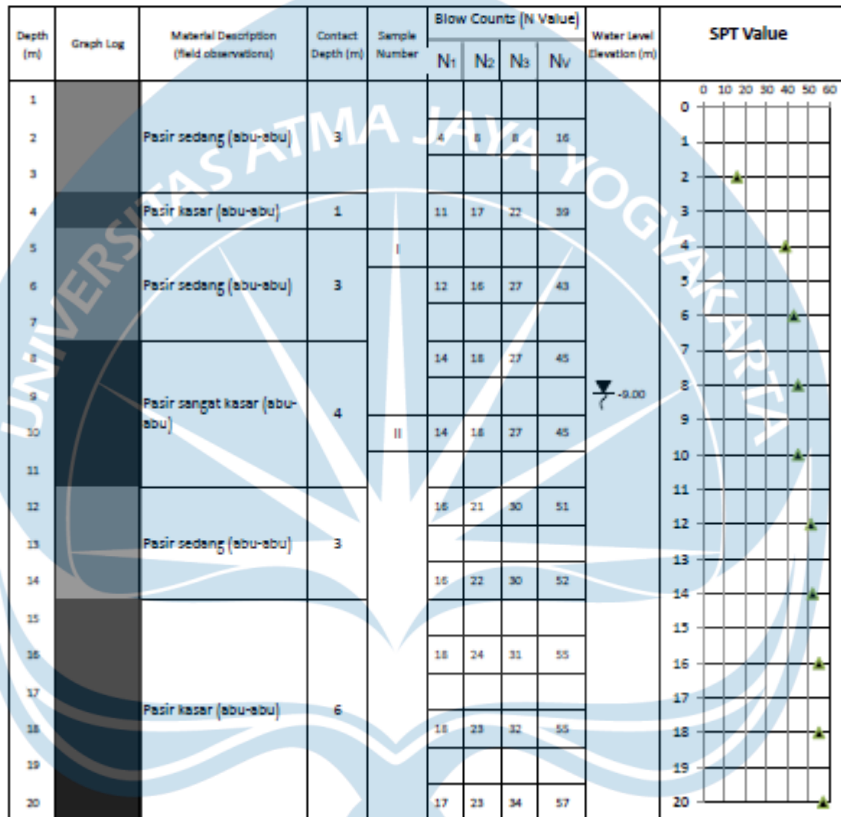 Depth (m)
Graph Log
Material Description (field observations)
Contact Depth (m)
Sample Number
Blow Counts (N Value)
N1 N2 N3 Nv
Water Level Elevation (m)
SPT Value
0 10 20 30 40 50 60
0
1
1
2 Pasir sedang (abu-abu) 3 4 8 8 16
2
3
3
4 Pasir kasar (abu-abu) 1 11 17 22 39
4
5 I
5
6 Pasir sedang (abu-abu) 3 12 16 27 43
6
7
7
8 14 18 27 45
8
9 -9.00
9
Pasir sangat kasar (abu-
abu) 4
10 II 14 18 27 45
10
11
11
12 16 21 30 51
12
13 Pasir sedang (abu-abu) 3
13
14 16 22 30 52
14
15
15
16 18 24 31 55
16
17
17
Pasir kasar (abu-abu) 6
18 18 23 32 55
18
19
19
20 17 23 34 57
20
UNIVERSITAS ATMA JAYA YOGYAKARTA